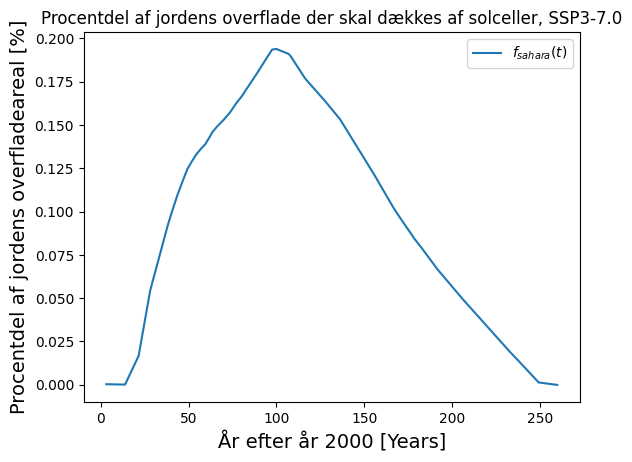 Procentdel af jordens overflade der skal dækkes af solceller, SSP3-7.0
f_{sahara}(t)
Procentdel af jordens overfladeareal [%]
0.200
0.175
0.150
0.125
0.100
0.075
0.050
0.025
0.000
0 50 100 150 200 250
År efter år 2000 [Years]